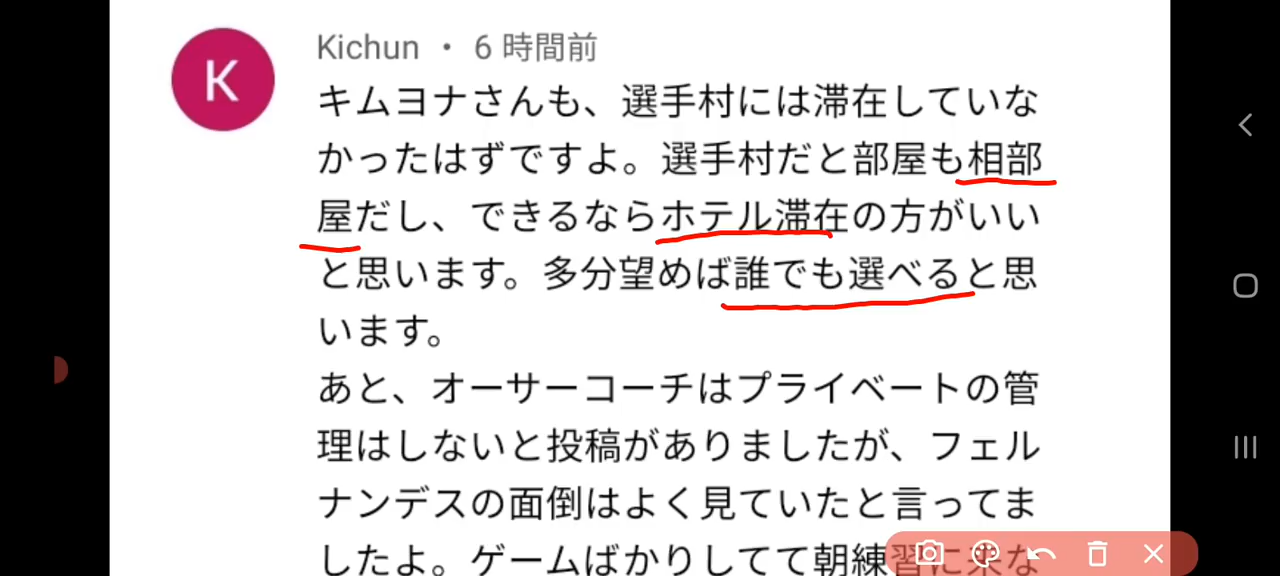 K
Kichun ・ 6 時間前
キムヨナさんも、選手村には滞在していな
かったはずですよ。選手村だと部屋も相部
屋だし、できるならホテル滞在の方がいい
と思います。多分望めば誰でも選べると思
います。
あと、オーサーコーチはプライベートの管
理はしないと投稿がありましたが、フェル
ナンデスの面倒はよく見ていたと言ってま
したよ。ゲームばかりしてて朝練習に来な